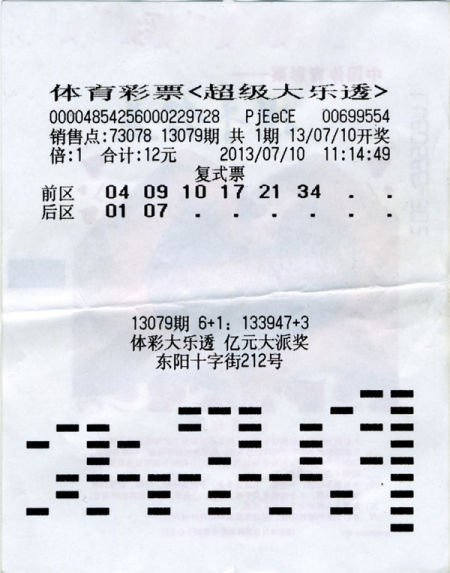 体育彩票<超级大乐透>
00004854256000229728 PjEeCE 00699554
销售点:73078 13079期 共 1期 13/07/10开奖
倍:1 合计:12元 2013/07/10 11:14:49
复式票
前区 04 09 10 17 21 34 . .
后区 01 07 . . . . . .
13079期 6+1: 133947+3
体彩大乐透 亿元大派奖
东阳十字街212号